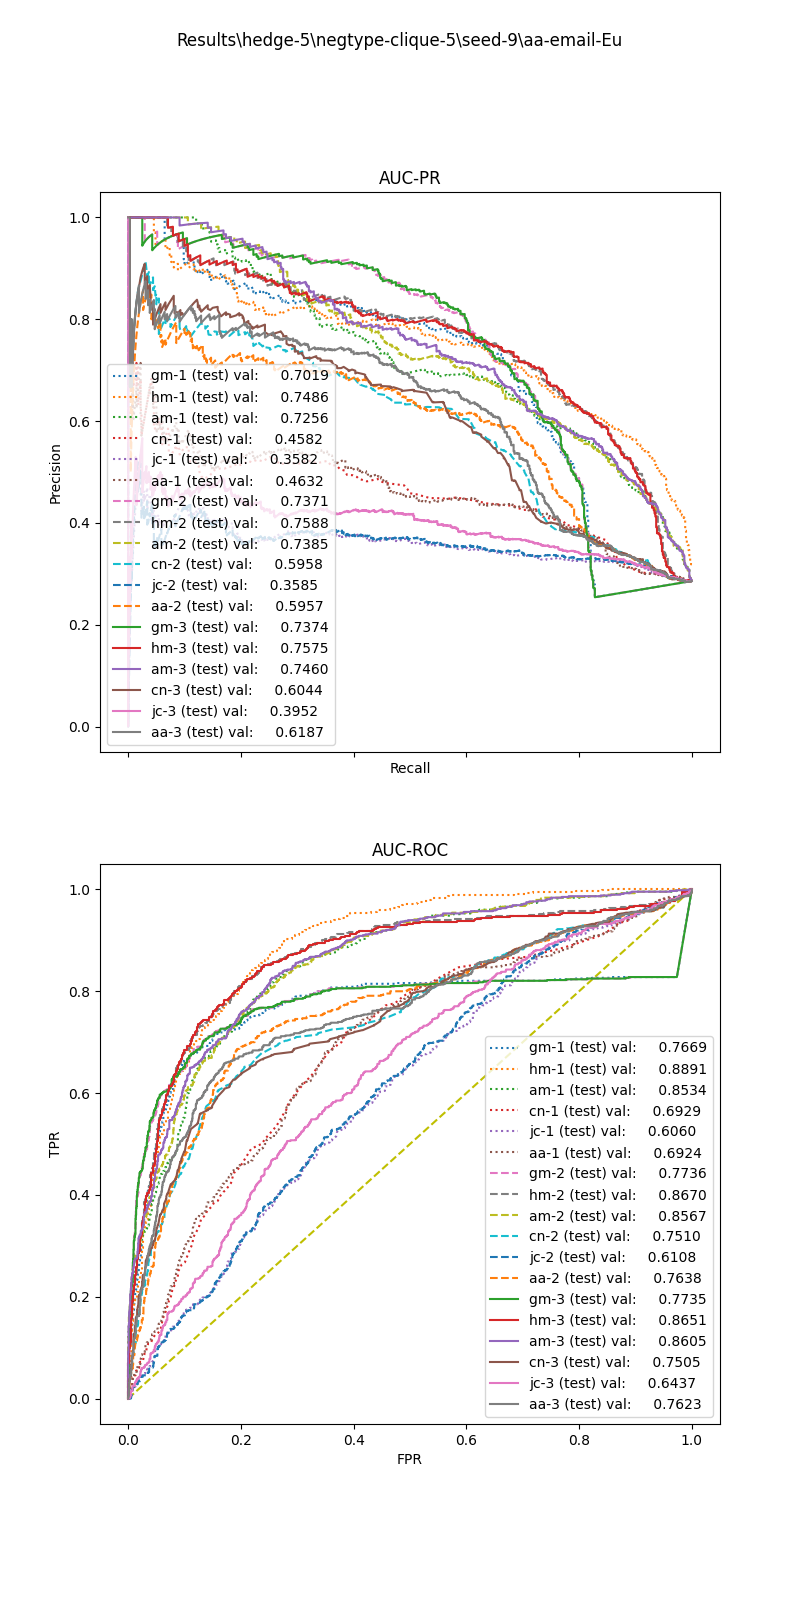 Results\hedge-5\negtype-clique-5\seed-9\aa-email-Eu
AUC-PR
1.0
0.8
0.6
0.4
0.2
0.0
Precision
gm-1 (test) val: 0.7019
hm-1 (test) val: 0.7486
am-1 (test) val: 0.7256
cn-1 (test) val: 0.4582
jc-1 (test) val: 0.3582
aa-1 (test) val: 0.4632
gm-2 (test) val: 0.7371
hm-2 (test) val: 0.7588
am-2 (test) val: 0.7385
cn-2 (test) val: 0.5958
jc-2 (test) val: 0.3585
aa-2 (test) val: 0.5957
gm-3 (test) val: 0.7374
hm-3 (test) val: 0.7575
am-3 (test) val: 0.7460
cn-3 (test) val: 0.6044
jc-3 (test) val: 0.3952
aa-3 (test) val: 0.6187
Recall
AUC-ROC
1.0
0.8
0.6
0.4
0.2
0.0
TPR
gm-1 (test) val: 0.7669
hm-1 (test) val: 0.8891
am-1 (test) val: 0.8534
cn-1 (test) val: 0.6929
jc-1 (test) val: 0.6060
aa-1 (test) val: 0.6924
gm-2 (test) val: 0.7736
hm-2 (test) val: 0.8670
am-2 (test) val: 0.8567
cn-2 (test) val: 0.7510
jc-2 (test) val: 0.6108
aa-2 (test) val: 0.7638
gm-3 (test) val: 0.7735
hm-3 (test) val: 0.8651
am-3 (test) val: 0.8605
cn-3 (test) val: 0.7505
jc-3 (test) val: 0.6437
aa-3 (test) val: 0.7623
0.0 0.2 0.4 0.6 0.8 1.0
FPR